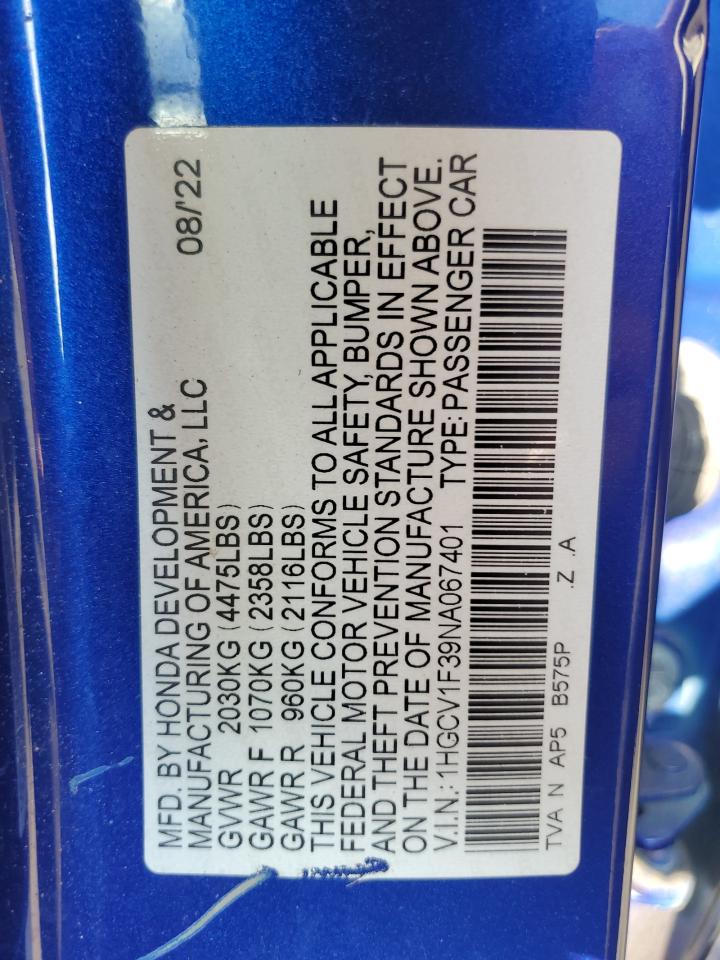 MFD. BY HONDA DEVELOPMENT &
MANUFACTURING OF AMERICA, LLC 08/'22
GVWR 2030KG (4475LBS)
GAWR F 1070KG (2358LBS)
GAWR R 960KG (2116LBS)
THIS VEHICLE CONFORMS TO ALL APPLICABLE
FEDERAL MOTOR VEHICLE SAFETY, BUMPER,
AND THEFT PREVENTION STANDARDS IN EFFECT
ON THE DATE OF MANUFACTURE SHOWN ABOVE.
V.I.N.: 1HGCV1F39NA067401 TYPE: PASSENGER CAR
TVA N AP5 B575P .Z .A